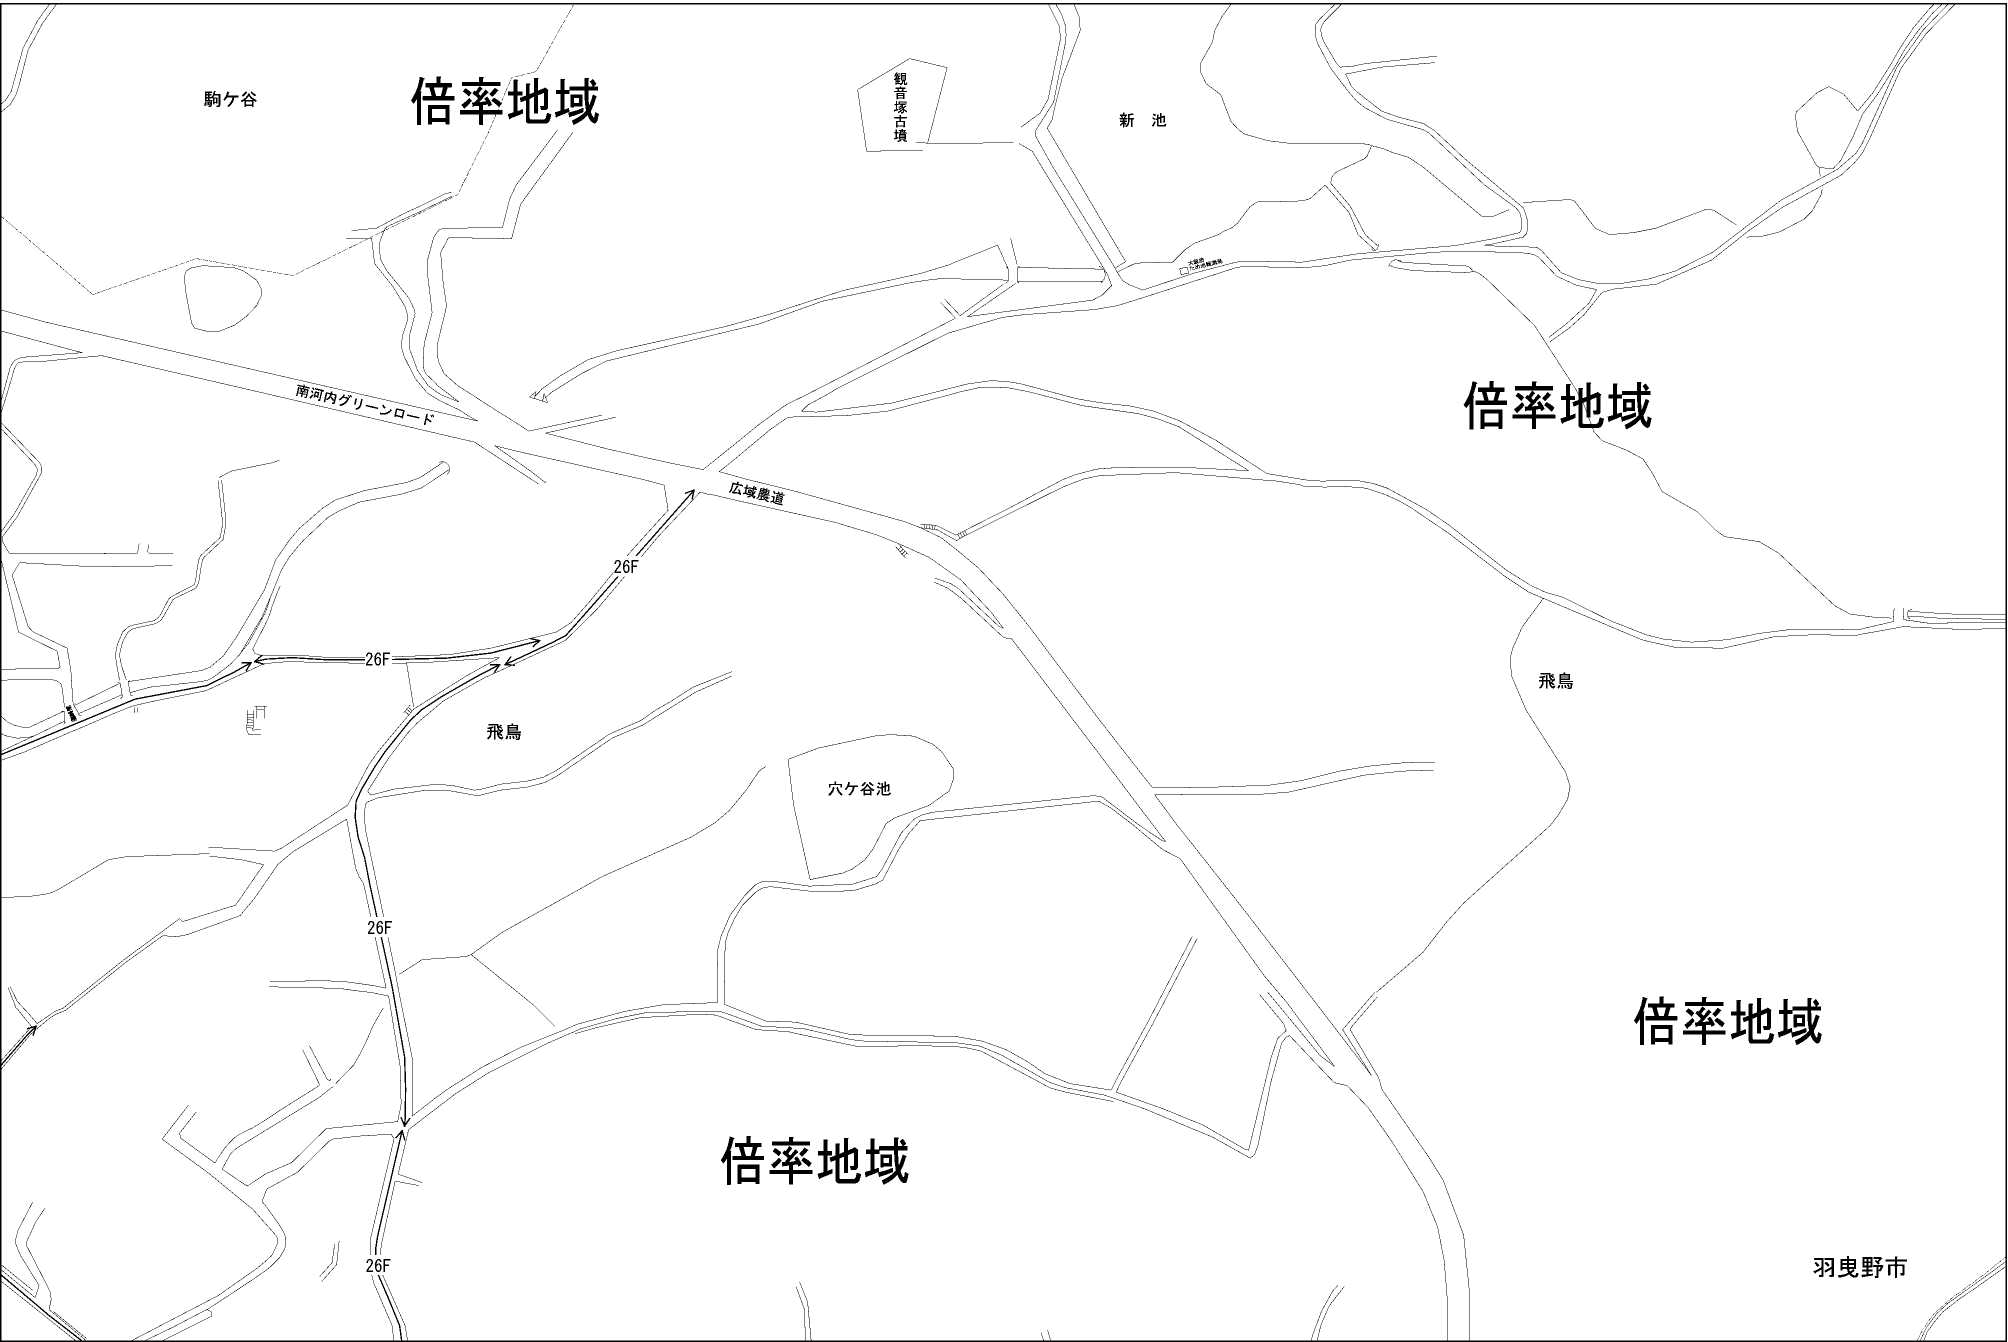 駒ケ谷
倍率地域
観音塚古墳
新 池
倍率地域
南河内グリーンロード
広域農道
26F
26F
飛鳥
飛鳥
穴ケ谷池
26F
倍率地域
倍率地域
26F
羽曳野市